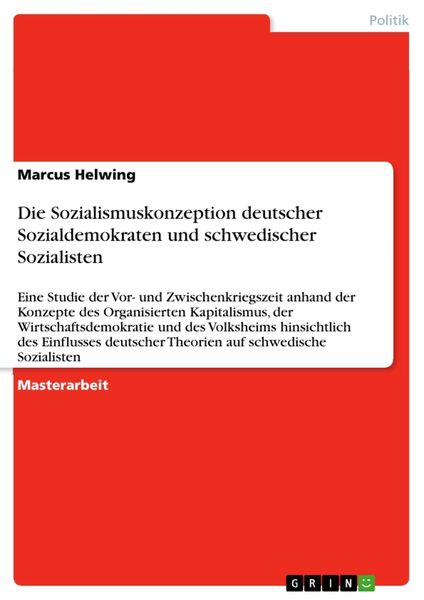 Politik
Marcus Helwing
Die Sozialismuskonzeption deutscher
Sozialdemokraten und schwedischer
Sozialisten
Eine Studie der Vor- und Zwischenkriegszeit anhand der
Konzepte des Organisierten Kapitalismus, der
Wirtschaftsdemokratie und des Volksheims hinsichtlich
des Einflusses deutscher Theorien auf schwedische
Sozialisten
Masterarbeit
GRIN